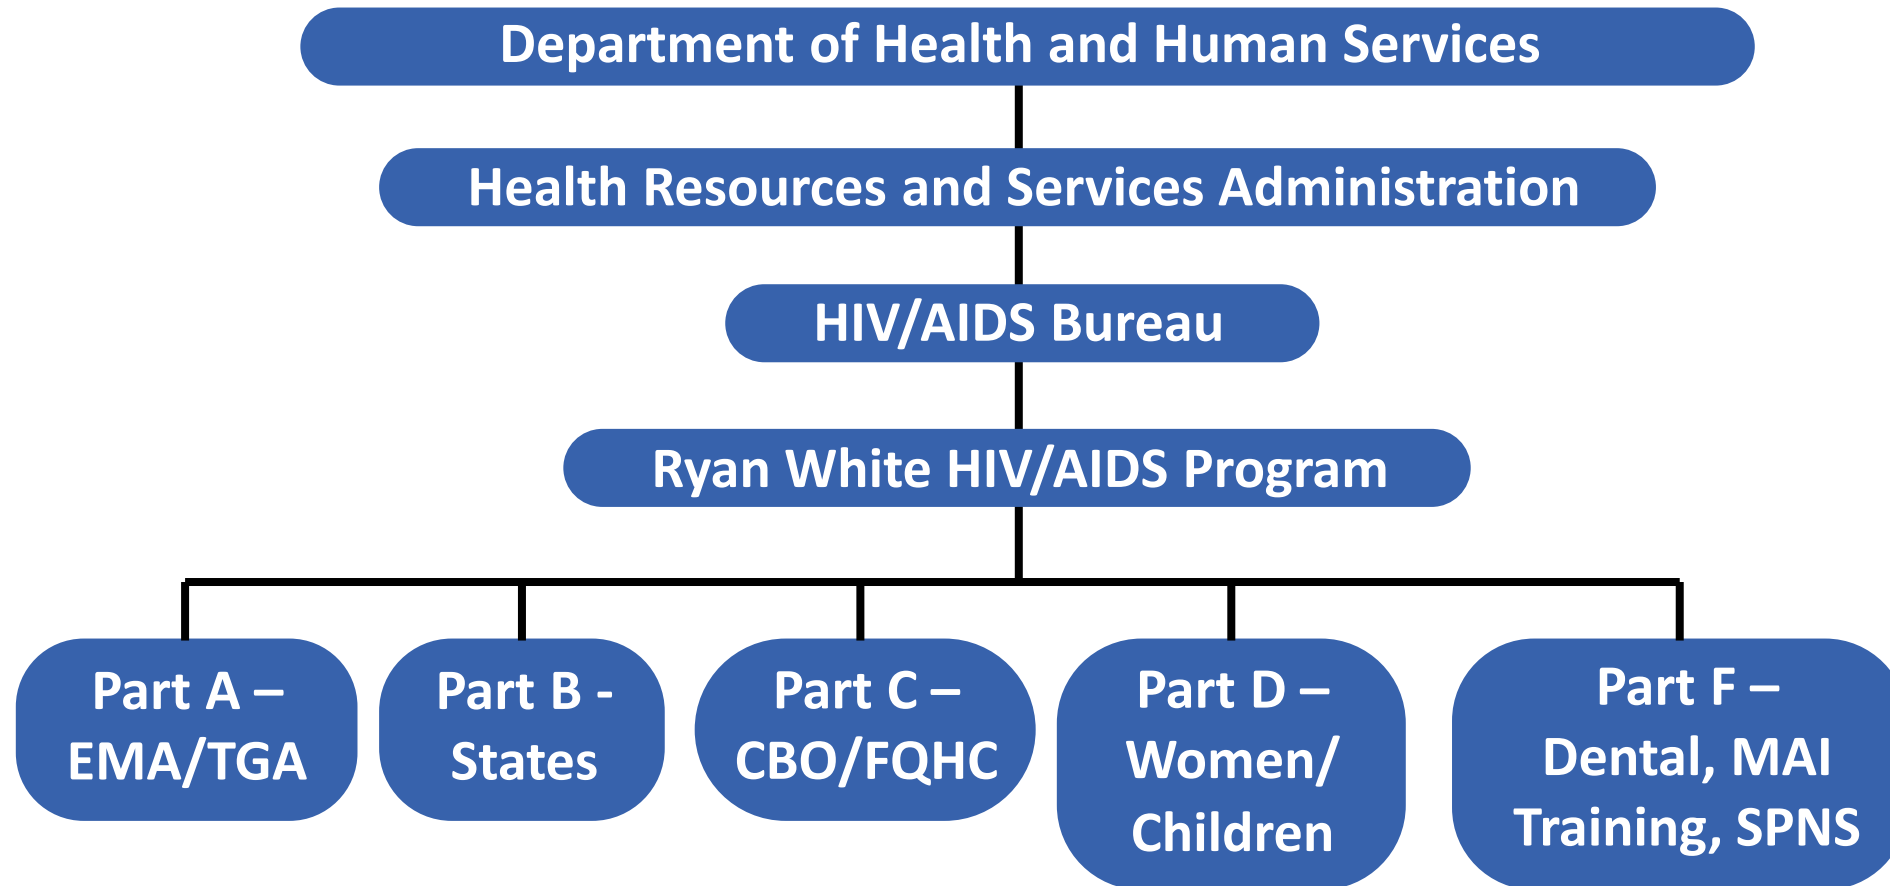 Department of Health and Human Services
Health Resources and Services Administration
HIV/AIDS Bureau
Ryan White HIV/AIDS Program
Part A –
EMA/TGA
Part B -
States
Part C –
CBO/FQHC
Part D –
Women/
Children
Part F –
Dental, MAI
Training, SPNS